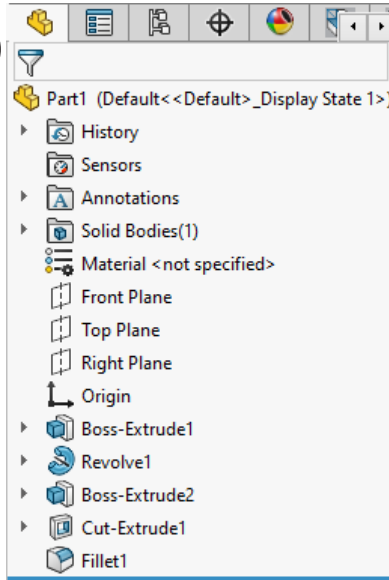 Part1 (Default<<Default>_Display State 1>)
History
Sensors
A Annotations
Solid Bodies(1)
Material <not specified>
Front Plane
Top Plane
Right Plane
Origin
Boss-Extrude1
Revolve1
Boss-Extrude2
Cut-Extrude1
Fillet1